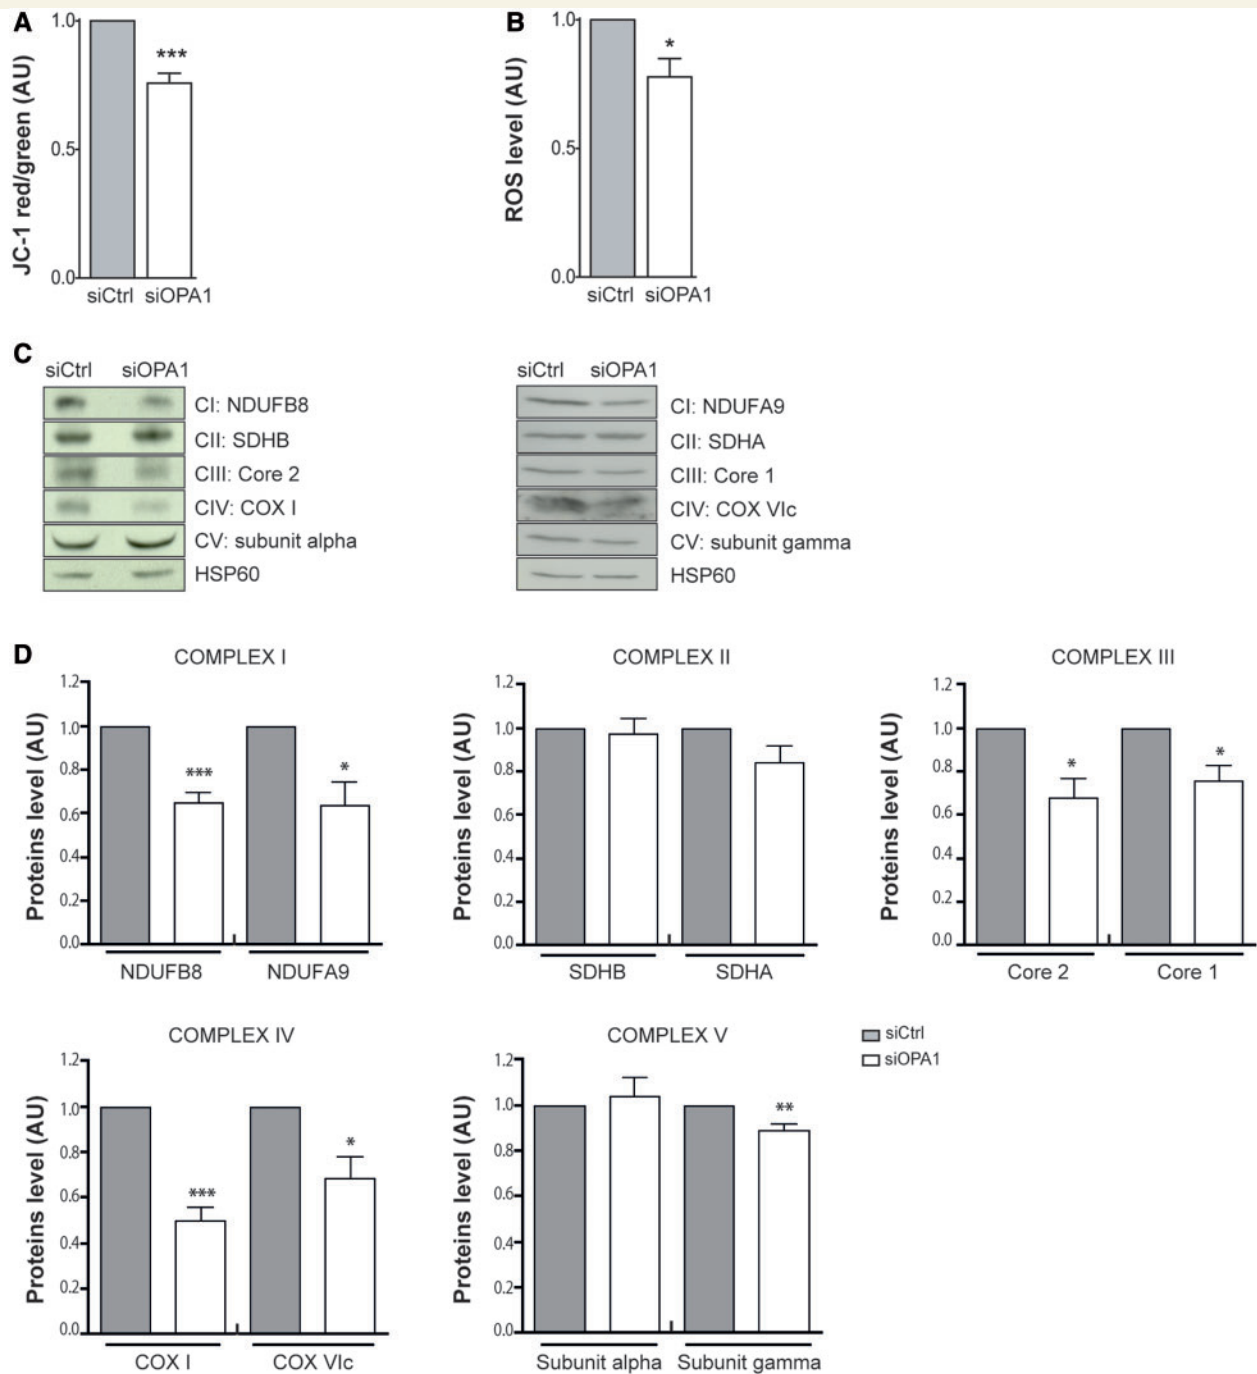 A
B
JC-1 red/green (AU)
1.0
0.5
0.0
***
siCtrl siOPA1
ROS level (AU)
1.0
0.5
0.0
*
siCtrl siOPA1
C
siCtrl siOPA1
CI: NDUFB8
CII: SDHB
CIII: Core 2
CIV: COX I
CV: subunit alpha
HSP60
siCtrl siOPA1
CI: NDUFA9
CII: SDHA
CIII: Core 1
CIV: COX VIc
CV: subunit gamma
HSP60
D
COMPLEX I
Proteins level (AU)
1.2
1.0
0.8
0.6
0.4
0.2
0.0
***
*
NDUFB8 NDUFA9
COMPLEX II
Proteins level (AU)
1.2
1.0
0.8
0.6
0.4
0.2
0.0
SDHB SDHA
COMPLEX III
Proteins level (AU)
1.2
1.0
0.8
0.6
0.4
0.2
0.0
*
*
Core 2 Core 1
COMPLEX IV
Proteins level (AU)
1.2
1.0
0.8
0.6
0.4
0.2
0.0
***
*
COX I COX VIc
COMPLEX V
Proteins level (AU)
1.2
1.0
0.8
0.6
0.4
0.2
0.0
**
Subunit alpha Subunit gamma
siCtrl
siOPA1